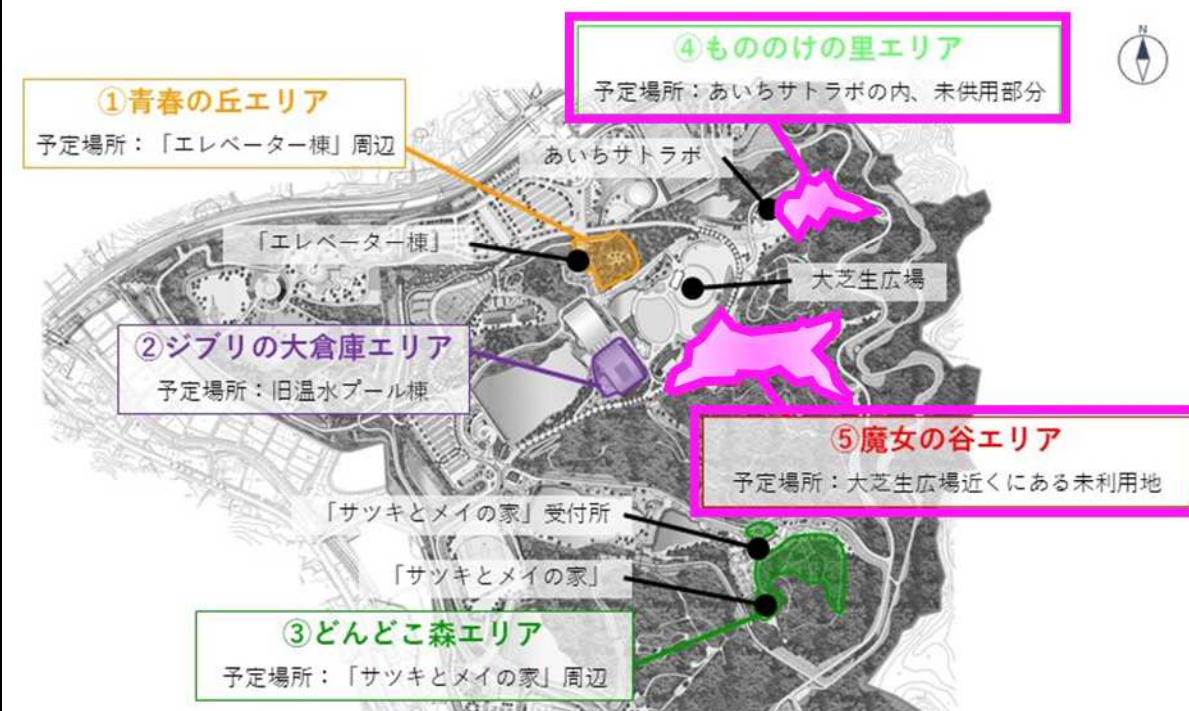 N
④もののけの里エリア
予定場所：あいちサトラボの内、未供用部分
①青春の丘エリア
予定場所：「エレベーター棟」周辺
あいちサトラボ
「エレベーター棟」
大芝生広場
②ジブリの大倉庫エリア
予定場所：旧温水プール棟
⑤魔女の谷エリア
予定場所：大芝生広場近くにある未利用地
「サツキとメイの家」受付所
「サツキとメイの家」
③どんどこ森エリア
予定場所：「サツキとメイの家」周辺